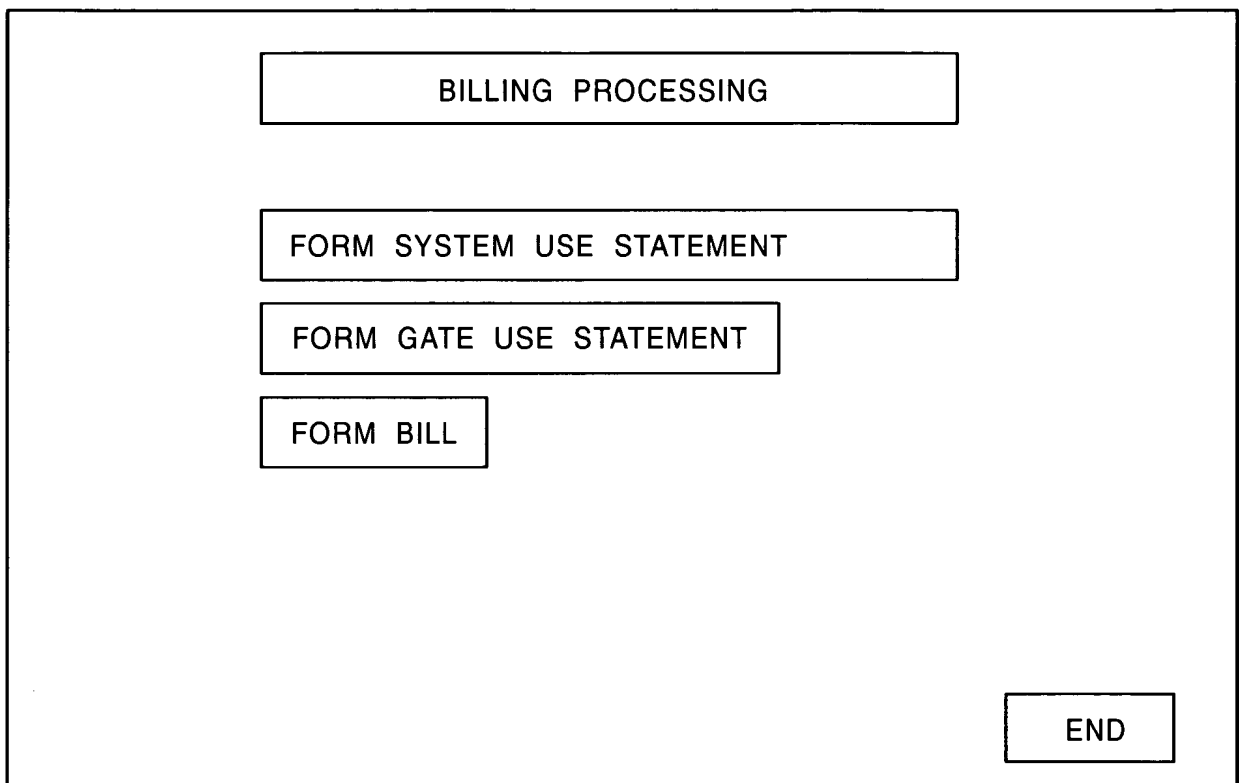 BILLING PROCESSING
FORM SYSTEM USE STATEMENT
FORM GATE USE STATEMENT
FORM BILL
END